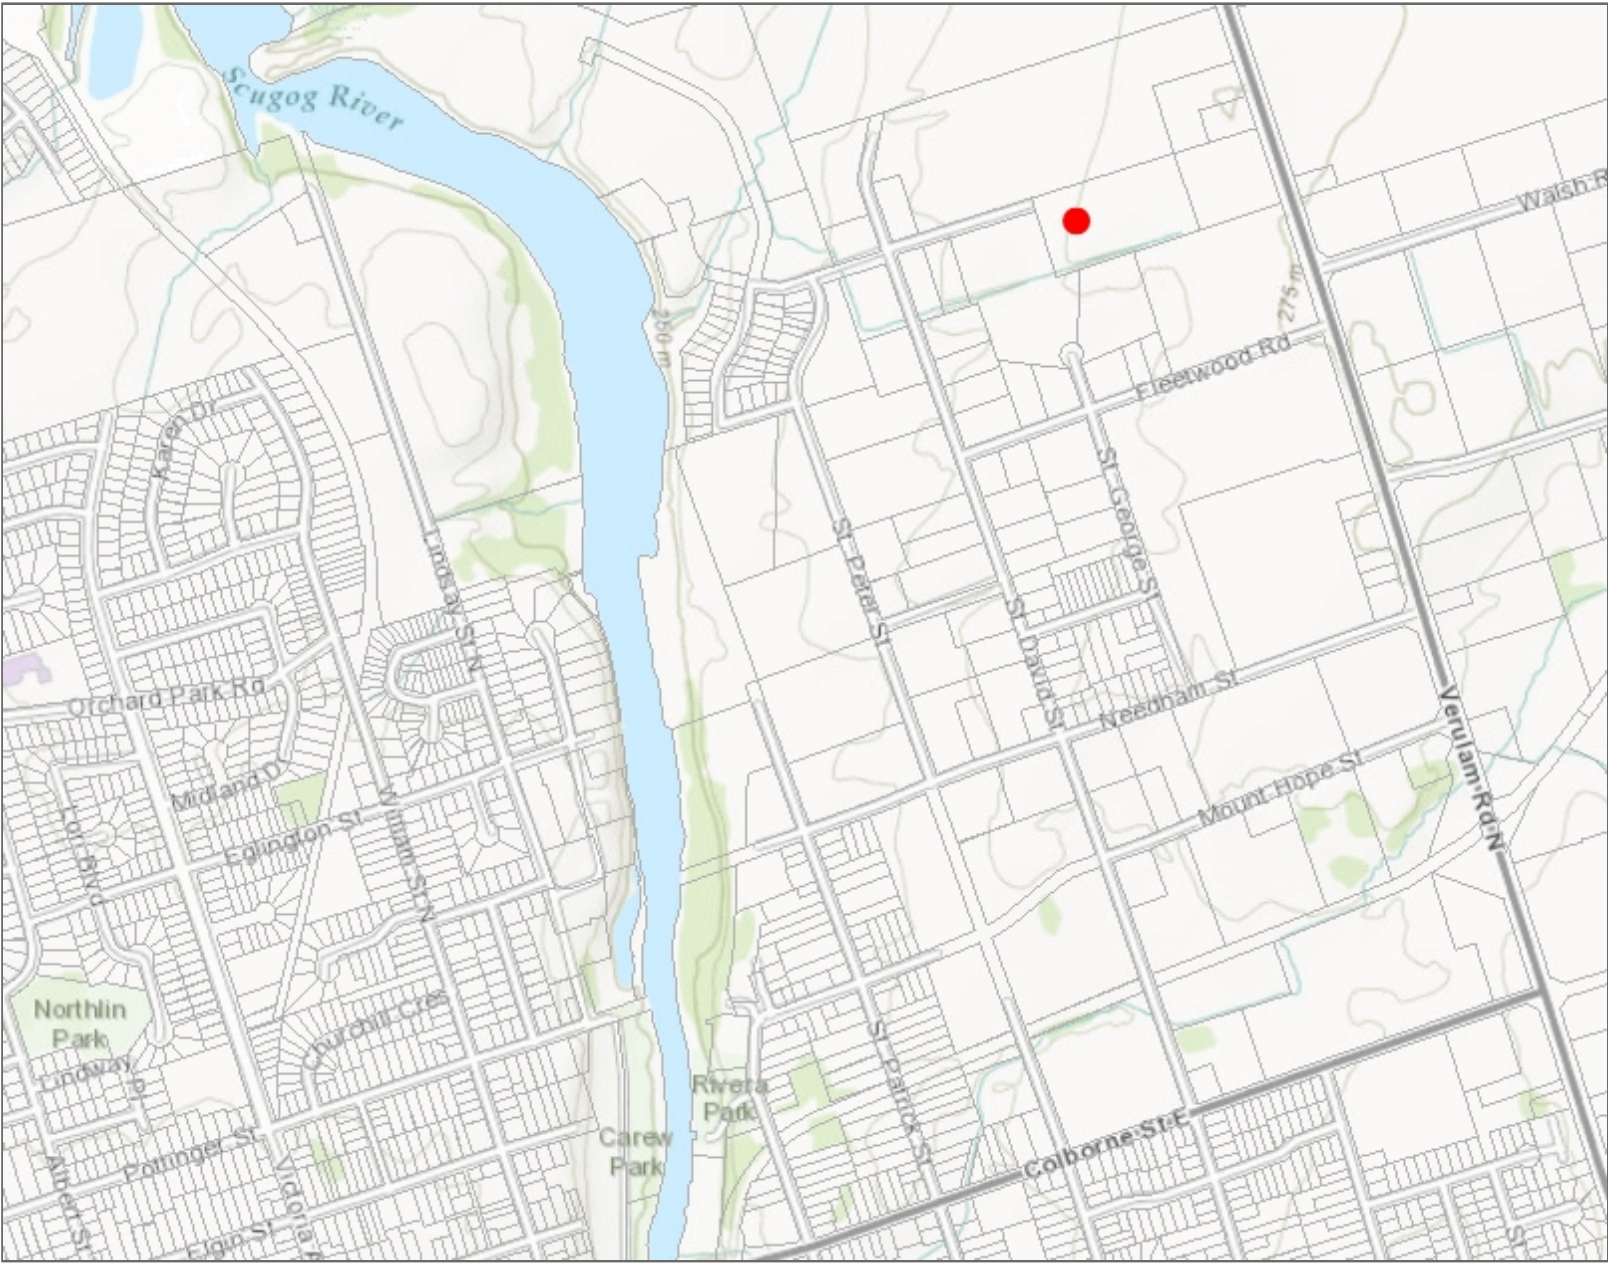 Scugog River
Walsh R
275 m
250 m
Fleetwood Rd
Karen Dr
St. George St
St. Peter St
Lindsay St N
St. David St
Orchard Park Rd
Needham St
Verulam Rd N
Midland Dr
Mount Hope St
Eglington St
William St N
Lori Blvd
Northlin
Park
Churchill Cres
St. Patrick St
Lindway Pl
Rivera
Park
Carew
Park
Colborne St E
Pottinger St
Albert St
Victoria A
Elgin St
St